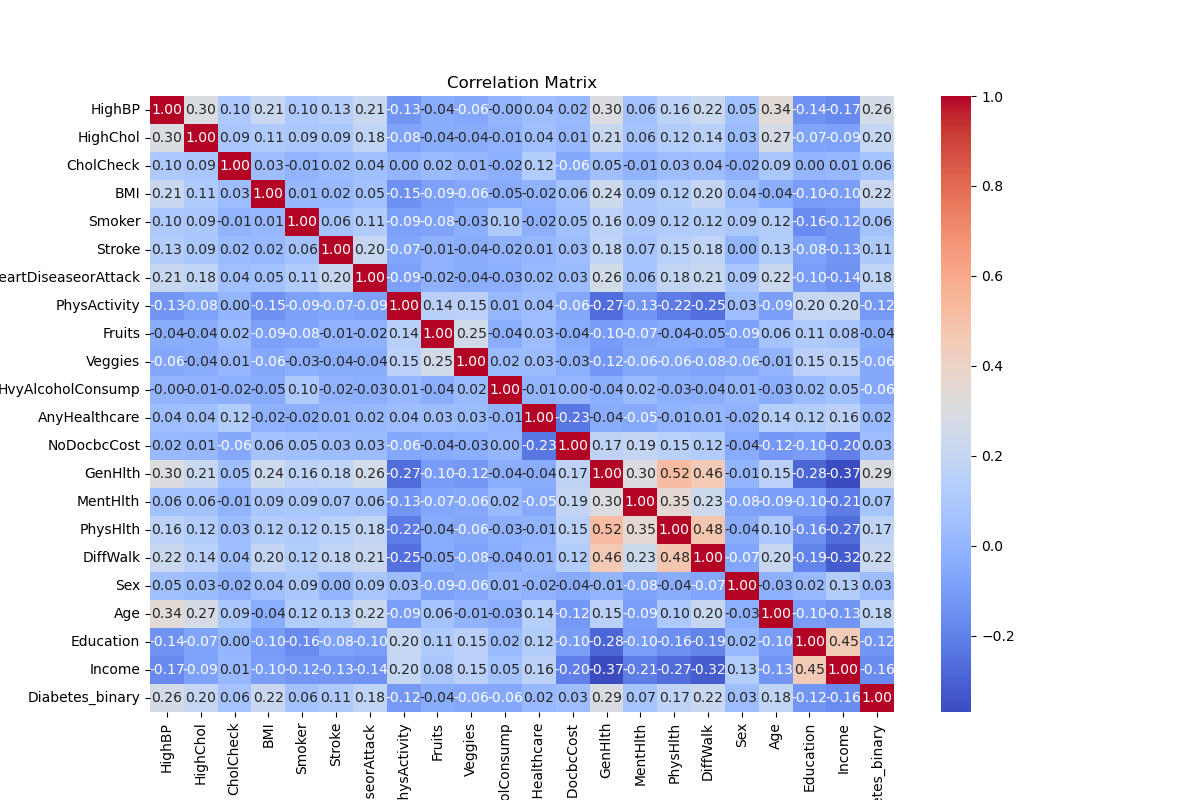 Correlation Matrix
HighBP 1.00 0.30 0.10 0.21 0.10 0.13 0.21 -0.13 -0.04 -0.06 -0.00 0.04 0.02 0.30 0.06 0.16 0.22 0.05 0.34 -0.14 -0.17 0.26
HighChol 0.30 1.00 0.09 0.11 0.09 0.09 0.18 -0.08 -0.04 -0.04 -0.01 0.04 0.01 0.21 0.06 0.12 0.14 0.03 0.27 -0.07 -0.09 0.20
CholCheck 0.10 0.09 1.00 0.03 -0.01 0.02 0.04 0.00 0.02 0.01 -0.02 0.12 -0.06 0.05 -0.01 0.03 0.04 -0.02 0.09 0.00 0.01 0.06
BMI 0.21 0.11 0.03 1.00 0.01 0.02 0.05 -0.15 -0.09 -0.06 -0.05 -0.02 0.06 0.24 0.09 0.12 0.20 0.04 -0.04 -0.10 -0.10 0.22
Smoker 0.10 0.09 -0.01 0.01 1.00 0.06 0.11 -0.09 -0.08 -0.03 0.10 -0.02 0.05 0.16 0.09 0.12 0.12 0.09 0.12 -0.16 -0.12 0.06
Stroke 0.13 0.09 0.02 0.02 0.06 1.00 0.20 -0.07 -0.01 -0.04 -0.02 0.01 0.03 0.18 0.07 0.15 0.18 0.00 0.13 -0.08 -0.13 0.11
eartDiseaseorAttack 0.21 0.18 0.04 0.05 0.11 0.20 1.00 -0.09 -0.02 -0.04 -0.03 0.02 0.03 0.26 0.06 0.18 0.21 0.09 0.22 -0.10 -0.14 0.18
PhysActivity -0.13 -0.08 0.00 -0.15 -0.09 -0.07 -0.09 1.00 0.14 0.15 0.01 0.04 -0.06 -0.27 -0.13 -0.22 -0.25 0.03 -0.09 0.20 0.20 -0.12
Fruits -0.04 -0.04 0.02 -0.09 -0.08 -0.01 -0.02 0.14 1.00 0.25 -0.04 0.03 -0.04 -0.10 -0.07 -0.04 -0.05 -0.09 0.06 0.11 0.08 -0.04
Veggies -0.06 -0.04 0.01 -0.06 -0.03 -0.04 -0.04 0.15 0.25 1.00 0.02 0.03 -0.03 -0.12 -0.06 -0.06 -0.08 -0.06 -0.01 0.15 0.15 -0.06
HvyAlcoholConsump -0.00 -0.01 -0.02 -0.05 0.10 -0.02 -0.03 0.01 -0.04 0.02 1.00 -0.01 0.00 -0.04 0.02 -0.03 -0.04 0.01 -0.03 0.02 0.05 -0.06
AnyHealthcare 0.04 0.04 0.12 -0.02 -0.02 0.01 0.02 0.04 0.03 0.03 -0.01 1.00 -0.23 -0.04 -0.05 -0.01 0.01 -0.02 0.14 0.12 0.16 0.02
NoDocbcCost 0.02 0.01 -0.06 0.06 0.05 0.03 0.03 -0.06 -0.04 -0.03 0.00 -0.23 1.00 0.17 0.19 0.15 0.12 -0.04 -0.12 -0.10 -0.20 0.03
GenHlth 0.30 0.21 0.05 0.24 0.16 0.18 0.26 -0.27 -0.10 -0.12 -0.04 -0.04 0.17 1.00 0.30 0.52 0.46 -0.01 0.15 -0.28 -0.37 0.29
MentHlth 0.06 0.06 -0.01 0.09 0.09 0.07 0.06 -0.13 -0.07 -0.06 0.02 -0.05 0.19 0.30 1.00 0.35 0.23 -0.08 -0.09 -0.10 -0.21 0.07
PhysHlth 0.16 0.12 0.03 0.12 0.12 0.15 0.18 -0.22 -0.04 -0.06 -0.03 -0.01 0.15 0.52 0.35 1.00 0.48 -0.04 0.10 -0.16 -0.27 0.17
DiffWalk 0.22 0.14 0.04 0.20 0.12 0.18 0.21 -0.25 -0.05 -0.08 -0.04 0.01 0.12 0.46 0.23 0.48 1.00 -0.07 0.20 -0.19 -0.32 0.22
Sex 0.05 0.03 -0.02 0.04 0.09 0.00 0.09 0.03 -0.09 -0.06 0.01 -0.02 -0.04 -0.01 -0.08 -0.04 -0.07 1.00 -0.03 0.02 0.13 0.03
Age 0.34 0.27 0.09 -0.04 0.12 0.13 0.22 -0.09 0.06 -0.01 -0.03 0.14 -0.12 0.15 -0.09 0.10 0.20 -0.03 1.00 -0.10 -0.13 0.18
Education -0.14 -0.07 0.00 -0.10 -0.16 -0.08 -0.10 0.20 0.11 0.15 0.02 0.12 -0.10 -0.28 -0.10 -0.16 -0.19 0.02 -0.10 1.00 0.45 -0.12
Income -0.17 -0.09 0.01 -0.10 -0.12 -0.13 -0.14 0.20 0.08 0.15 0.05 0.16 -0.20 -0.37 -0.21 -0.27 -0.32 0.13 -0.13 0.45 1.00 -0.16
Diabetes_binary 0.26 0.20 0.06 0.22 0.06 0.11 0.18 -0.12 -0.04 -0.06 -0.06 0.02 0.03 0.29 0.07 0.17 0.22 0.03 0.18 -0.12 -0.16 1.00
HighBP HighChol CholCheck BMI Smoker Stroke seorAttack hysActivity Fruits Veggies olConsump Healthcare DocbcCost GenHlth MentHlth PhysHlth DiffWalk Sex Age Education Income etes_binary
1.0
0.8
0.6
0.4
0.2
0.0
−0.2